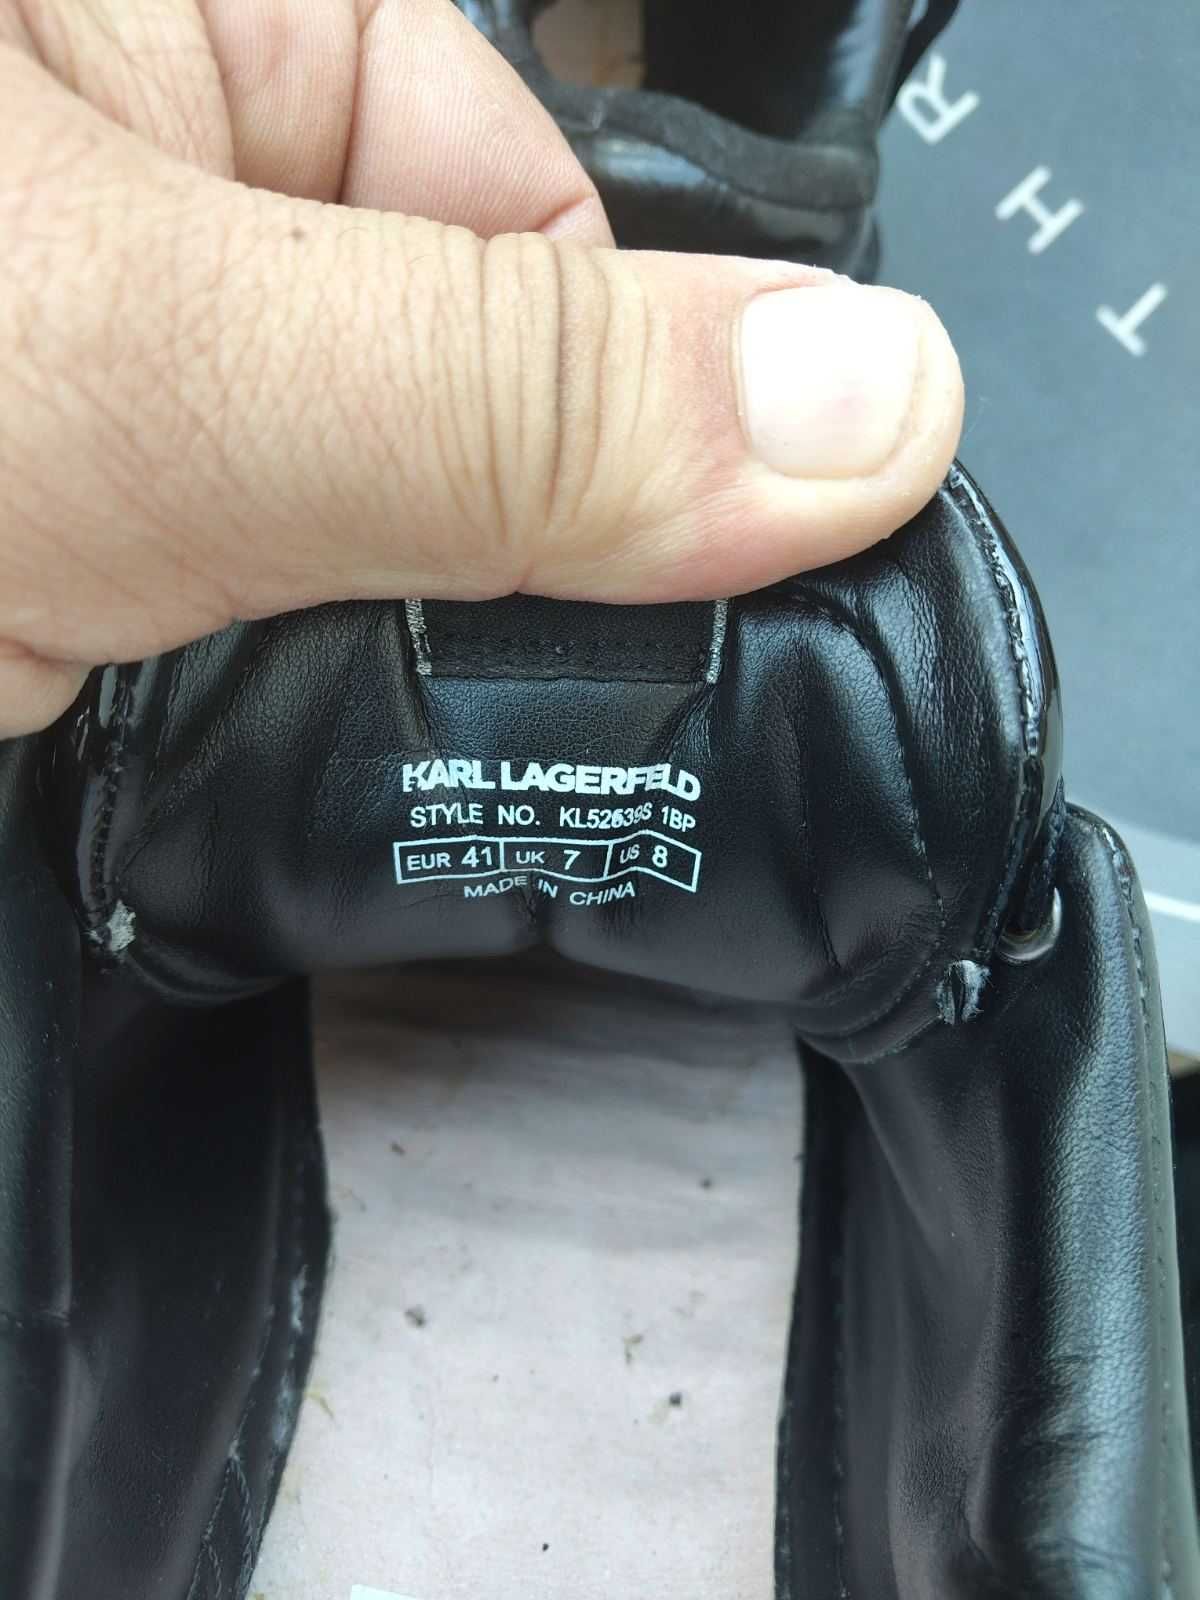 R
H
T
KARL LAGERFELD
STYLE NO. KL52639S 1BP
EUR 41 UK 7 US 8
MADE IN CHINA